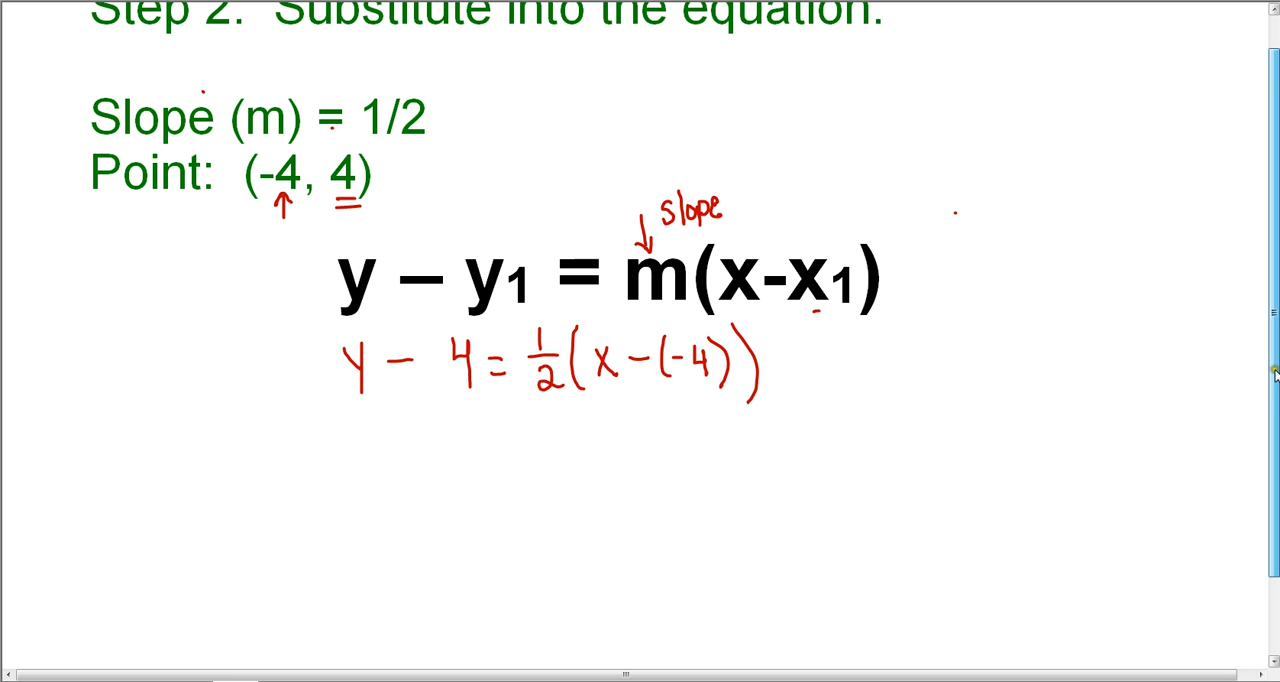 Step 2. Substitute into the equation.
Slope (m) = 1/2
Point: (-4, 4)
slope
y – y1 = m(x-x1)
y - 4 = 1/2 (x - (-4))